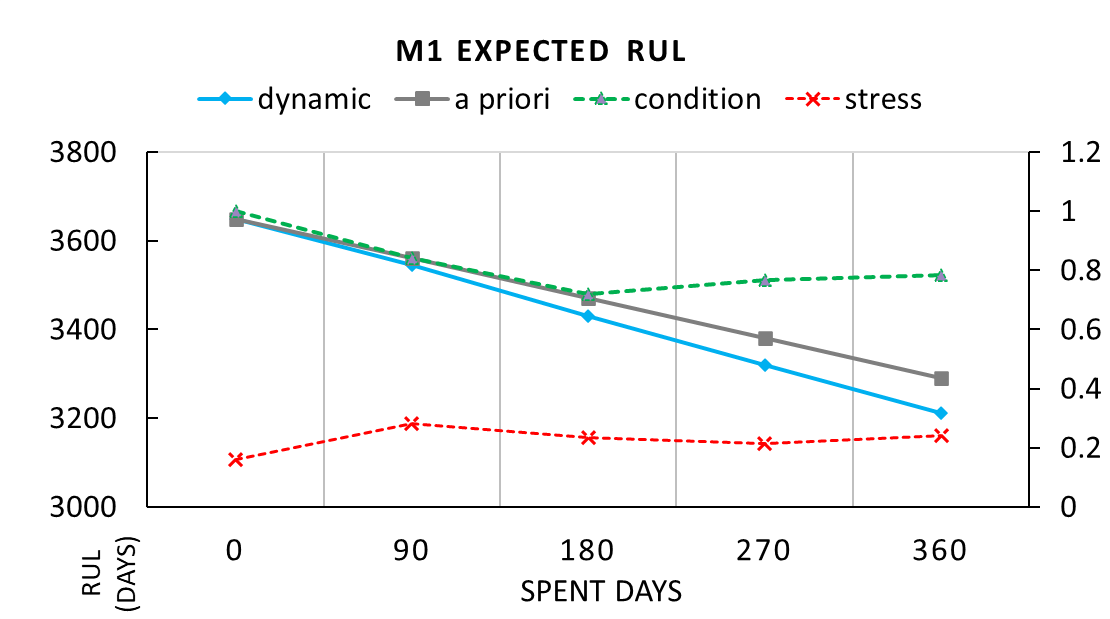 M1 EXPECTED RUL
dynamic a priori condition stress
3800 1.2
1
3600
0.8
3400 0.6
0.4
3200
0.2
3000 0
0 90 180 270 360
RUL
(DAYS)
SPENT DAYS